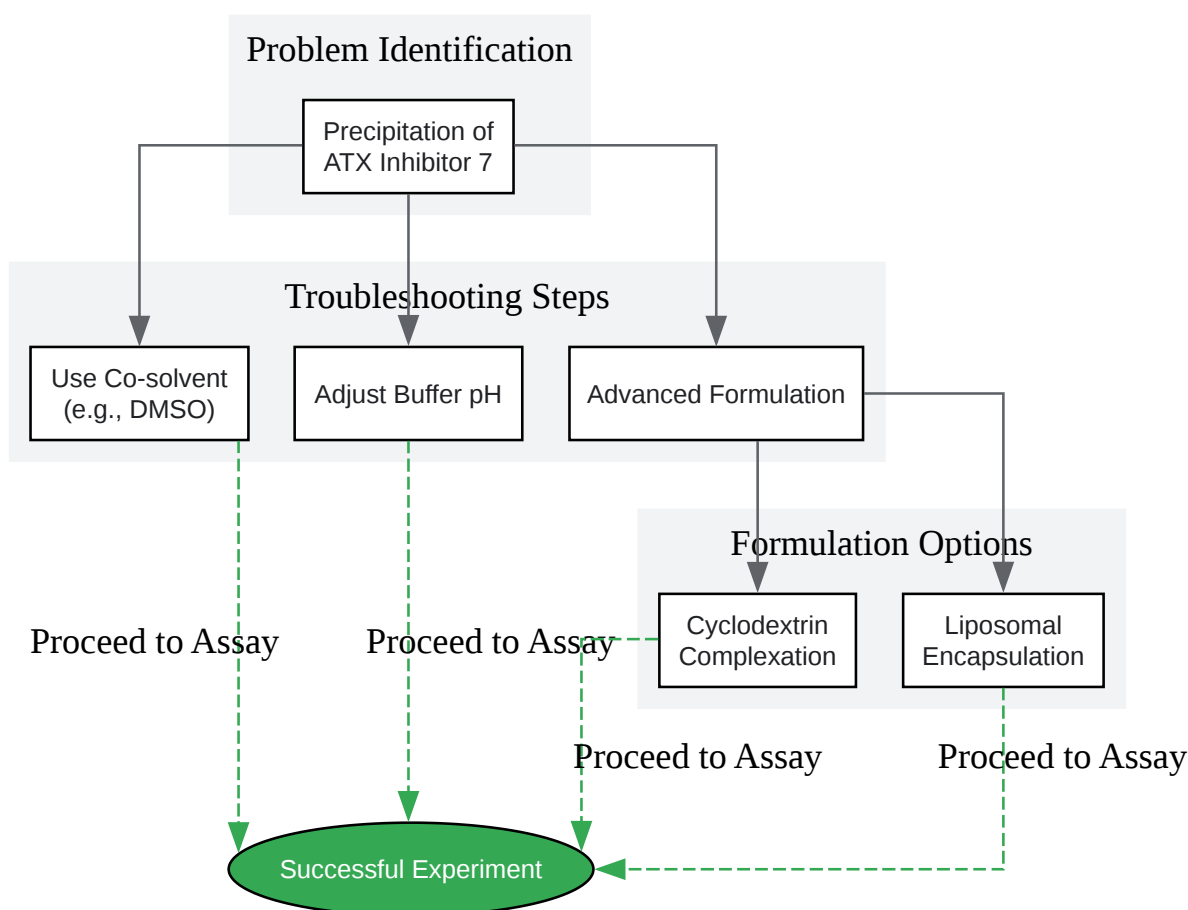 Problem Identification
Precipitation of
ATX Inhibitor 7
Troubleshooting Steps
Use Co-solvent
(e.g., DMSO)
Adjust Buffer pH
Advanced Formulation
Formulation Options
Cyclodextrin
Complexation
Liposomal
Encapsulation
Proceed to Assay
Proceed to Assay
Proceed to Assay
Proceed to Assay
Successful Experiment